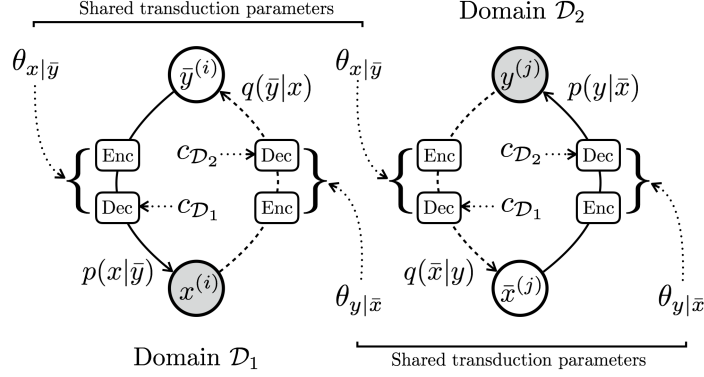 Shared transduction parameters
Domain 𝒟₂
θ_{x|ȳ}
ȳ^{(i)}
q(ȳ|x)
θ_{x|ȳ}
y^{(j)}
p(y|x̄)
Enc
c_{𝒟₂}
Dec
Enc
c_{𝒟₂}
Dec
Dec
c_{𝒟₁}
Enc
Dec
c_{𝒟₁}
Enc
p(x|ȳ)
x^{(i)}
θ_{y|x̄}
q(x̄|y)
x̄^{(j)}
θ_{y|x̄}
Domain 𝒟₁
Shared transduction parameters